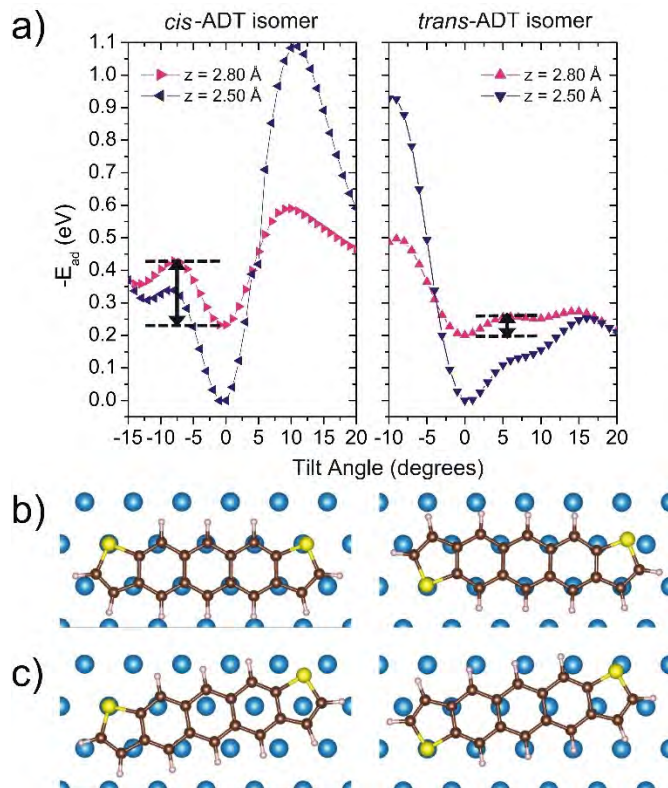 a)
cis-ADT isomer
trans-ADT isomer
1.1
1.0
0.9
0.8
0.7
0.6
0.5
0.4
0.3
0.2
0.1
0.0
-E_ad (eV)
z = 2.80 Å
z = 2.50 Å
z = 2.80 Å
z = 2.50 Å
-15 -10 -5 0 5 10 15 20
-10 -5 0 5 10 15 20
Tilt Angle (degrees)
b)
c)